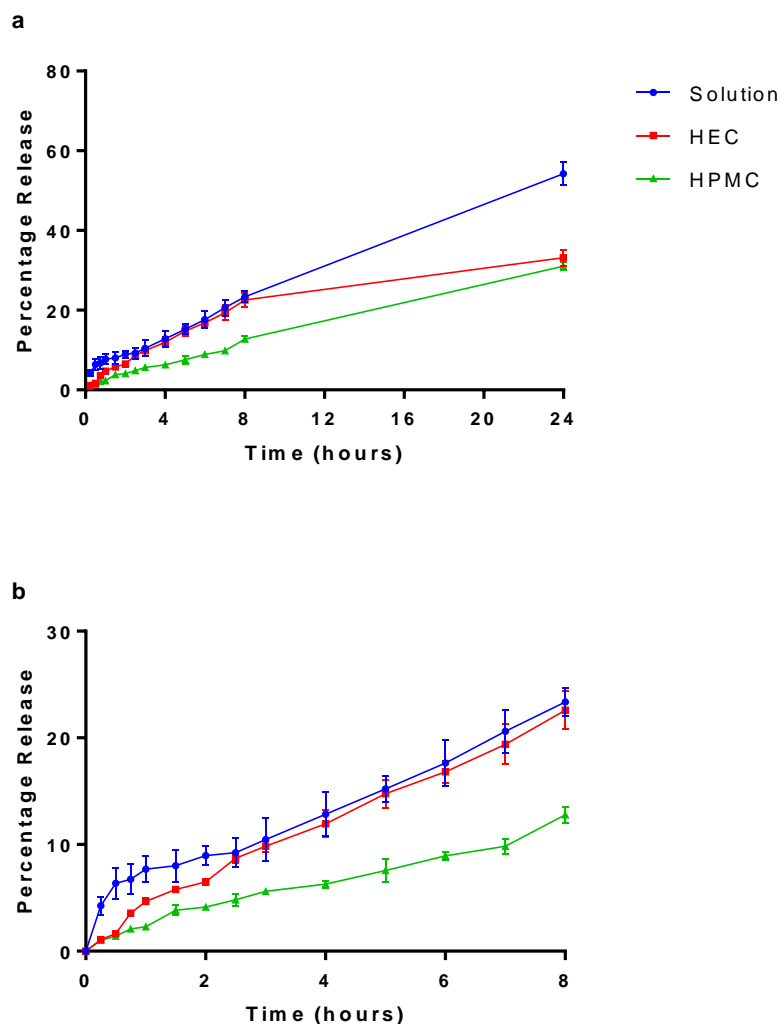 a
80
60
40
20
0
Percentage Release
0 4 8 12 16 20 24
Time (hours)
Solution
HEC
HPMC
b
30
20
10
0
Percentage Release
0 2 4 6 8
Time (hours)